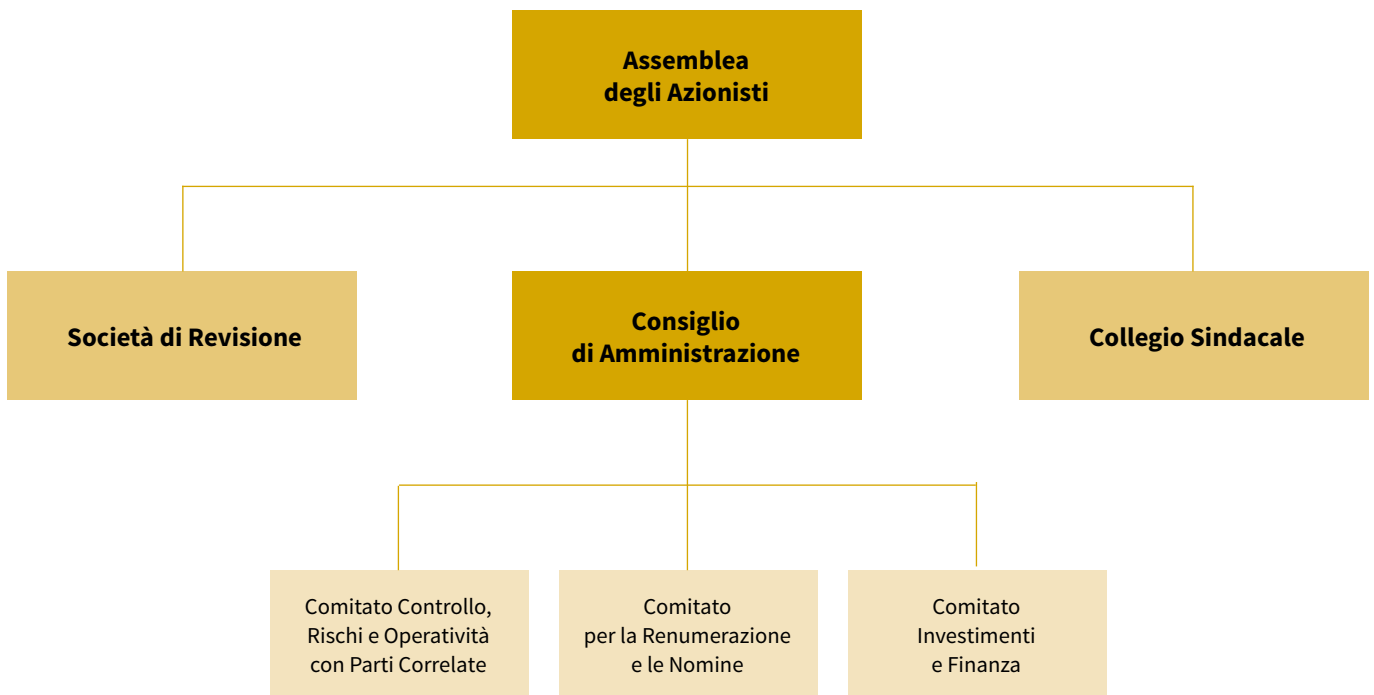 Assemblea
degli Azionisti
Società di Revisione
Consiglio
di Amministrazione
Collegio Sindacale
Comitato Controllo,
Rischi e Operatività
con Parti Correlate
Comitato
per la Renumerazione
e le Nomine
Comitato
Investimenti
e Finanza